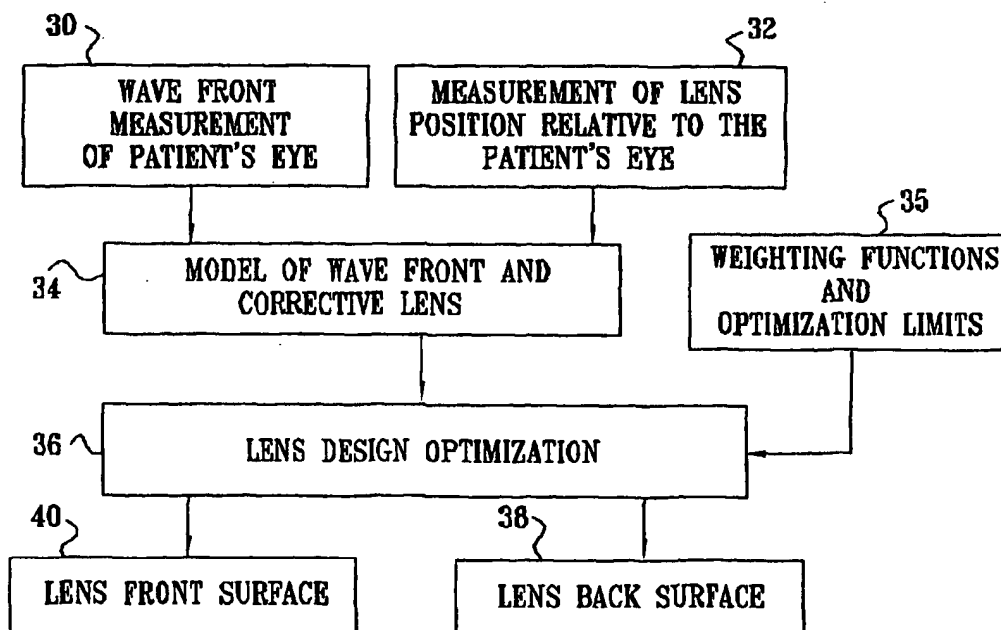 30
32
WAVE FRONT
MEASUREMENT
OF PATIENT'S EYE
MEASUREMENT OF LENS
POSITION RELATIVE TO THE
PATIENT'S EYE
35
34
MODEL OF WAVE FRONT AND
CORRECTIVE LENS
WEIGHTING FUNCTIONS
AND
OPTIMIZATION LIMITS
36
LENS DESIGN OPTIMIZATION
40
38
LENS FRONT SURFACE
LENS BACK SURFACE